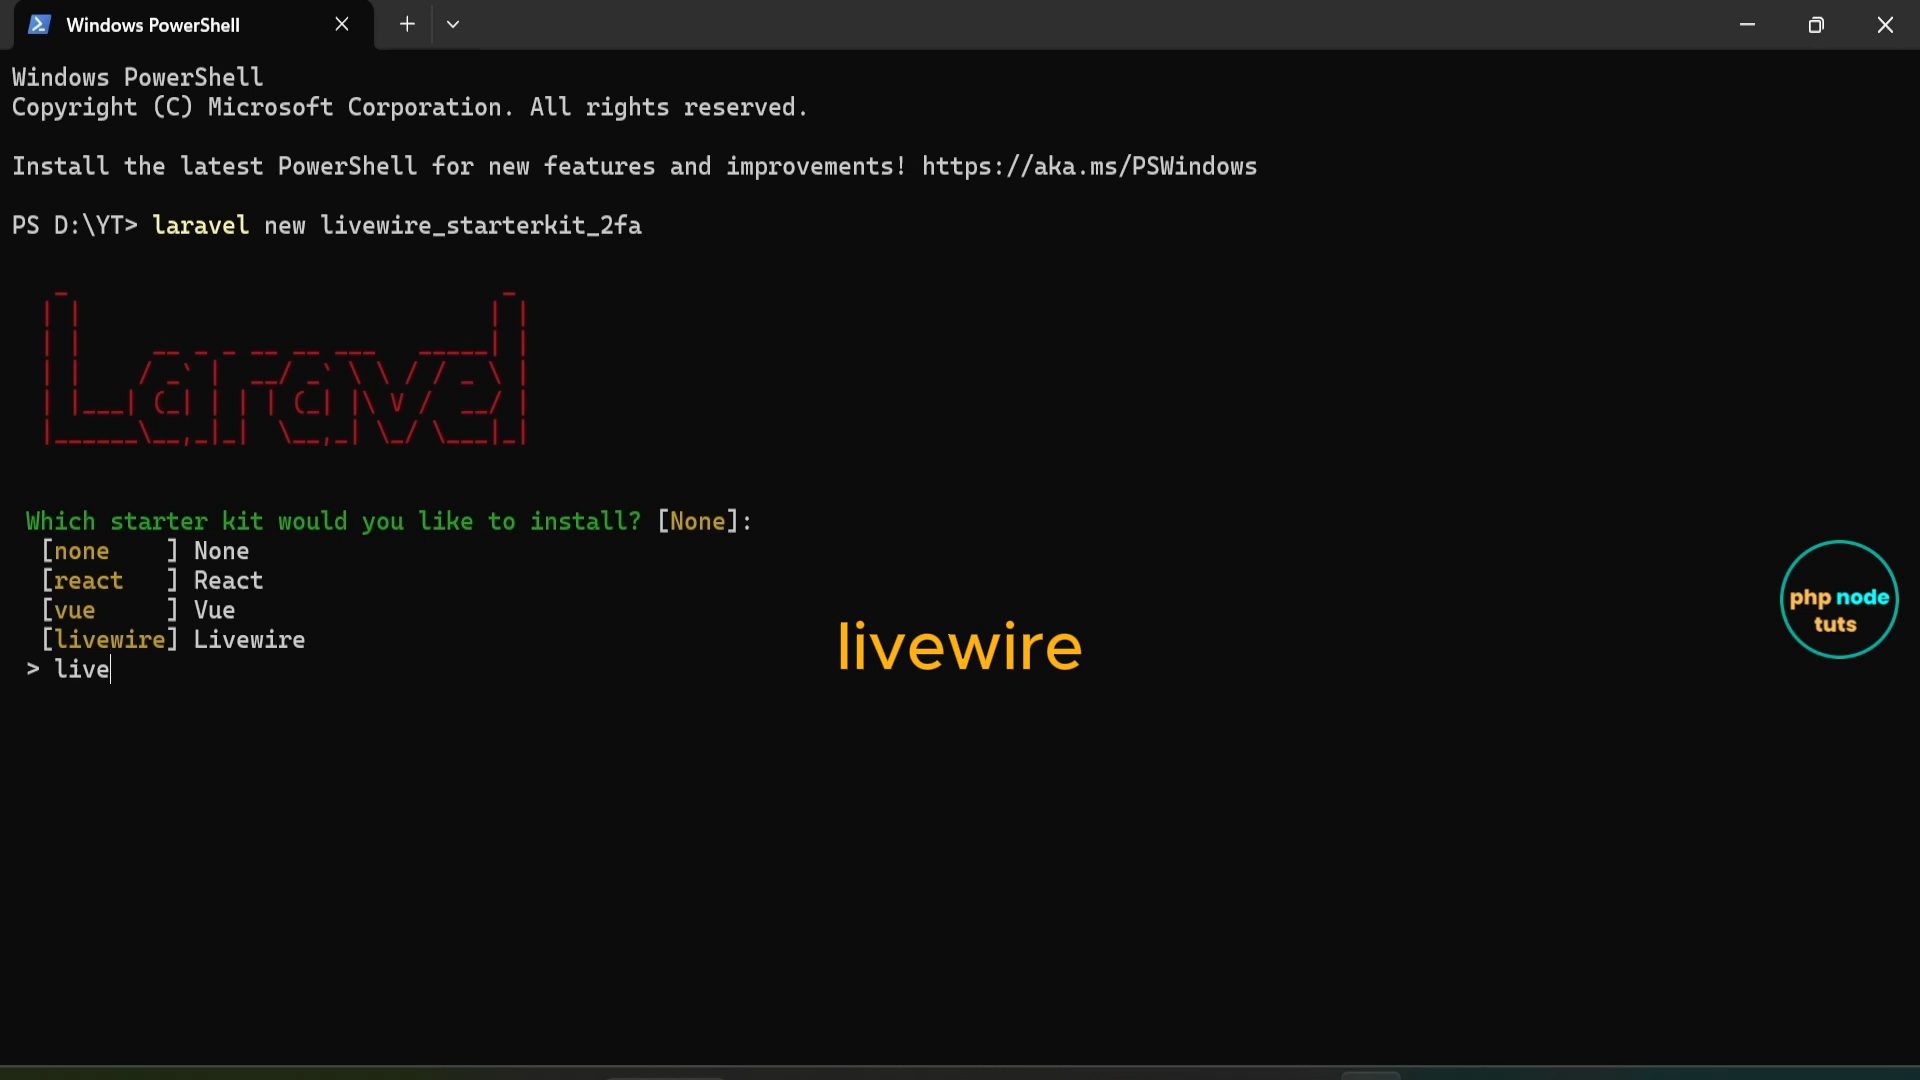 Windows PowerShell
Windows PowerShell
Copyright (C) Microsoft Corporation. All rights reserved.
Install the latest PowerShell for new features and improvements! https://aka.ms/PSWindows
PS D:\YT> laravel new livewire_starterkit_2fa
Laravel
Which starter kit would you like to install? [None]:
[none    ] None
[react   ] React
[vue     ] Vue
[livewire] Livewire
> live
livewire
php node
tuts